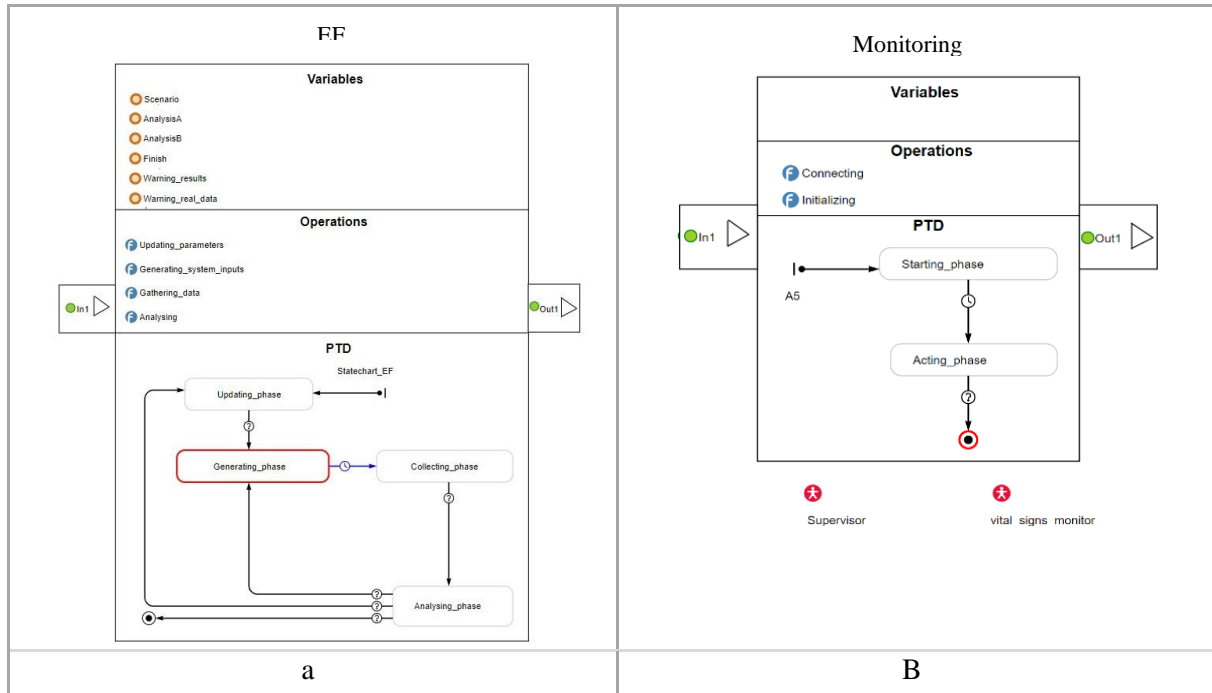 EF
Variables
Scenario
AnalysisA
AnalysisB
Finish
Warning_results
Warning_real_data
Operations
Updating_parameters
Generating_system_inputs
Gathering_data
Analysing
In1
Out1
PTD
Statechart_EF
Updating_phase
?
Generating_phase
Collecting_phase
?
Analysing_phase
?
?
?
a
Monitoring
Variables
Operations
Connecting
Initializing
In1
Out1
PTD
Starting_phase
A5
Acting_phase
?
Supervisor
vital signs monitor
B